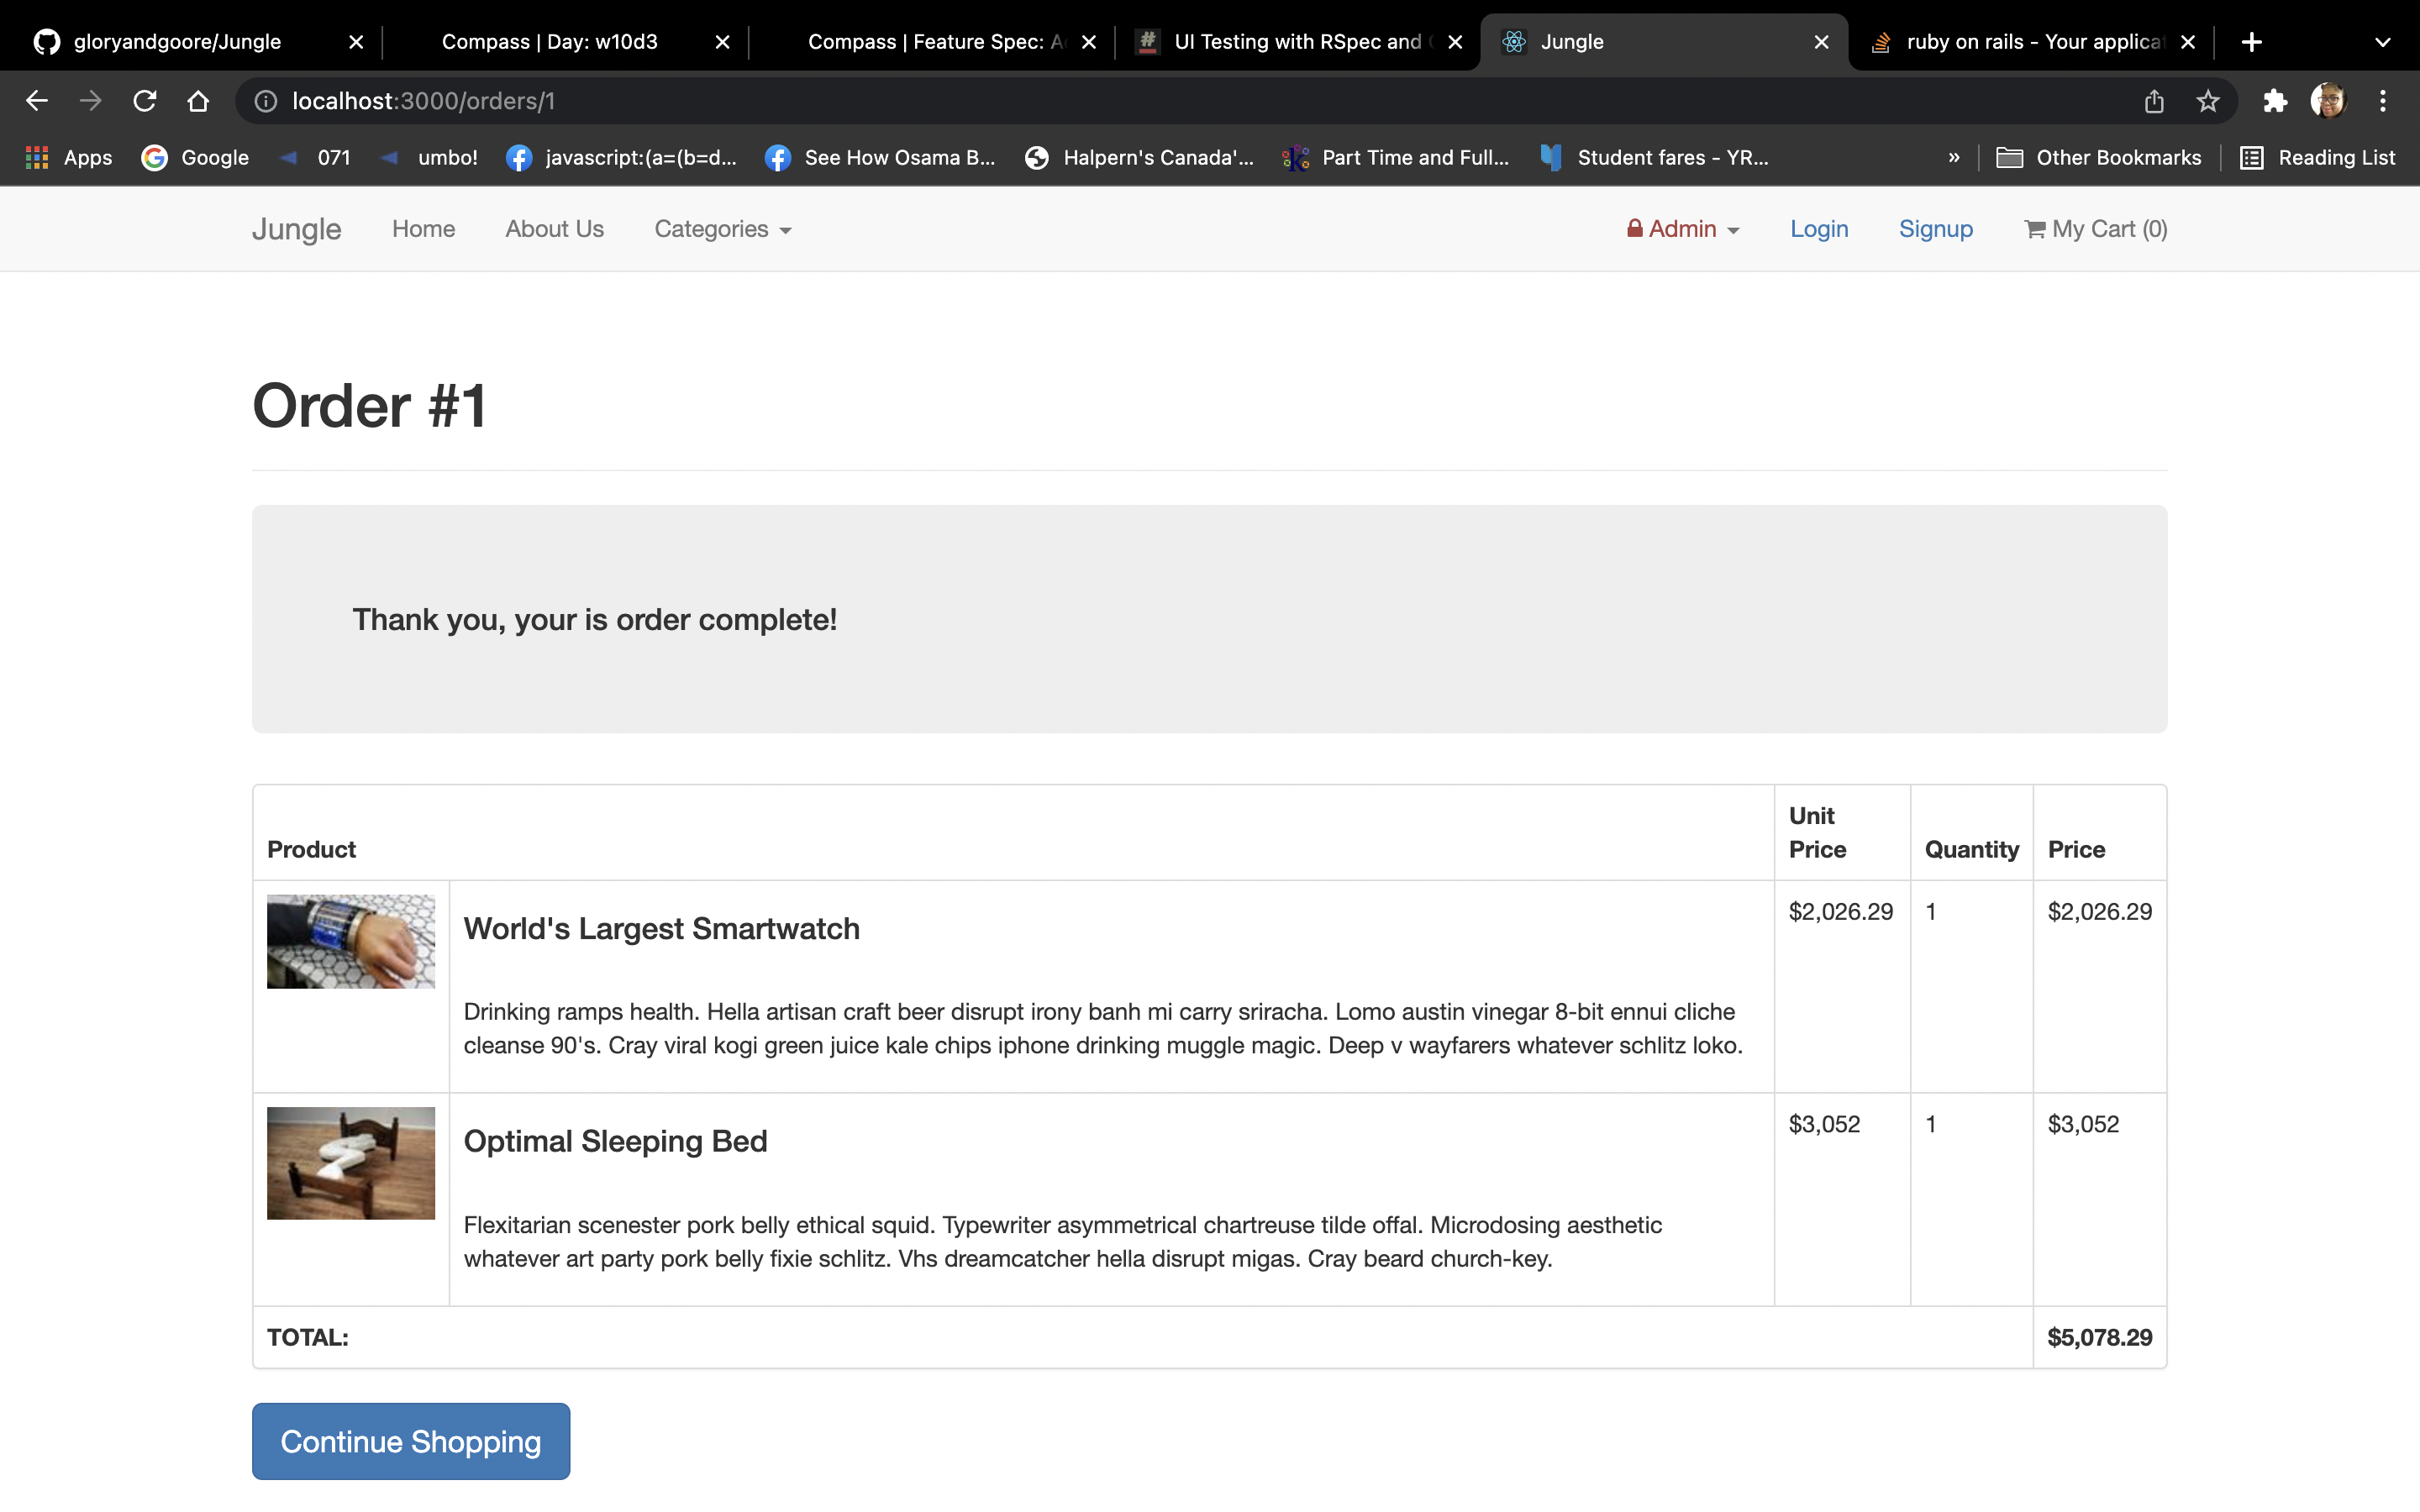 gloryandgoore/Jungle
Compass | Day: w10d3
Compass | Feature Spec: A
UI Testing with RSpec and
Jungle
ruby on rails - Your applica
localhost:3000/orders/1
Apps
Google
071
umbo!
javascript:(a=(b=d...
See How Osama B...
Halpern's Canada'...
Part Time and Full...
Student fares - YR...
»
Other Bookmarks
Reading List
Jungle
Home
About Us
Categories
Admin
Login
Signup
My Cart (0)
Order #1
Thank you, your is order complete!
Product
Unit
Price
Quantity
Price
World's Largest Smartwatch
$2,026.29
1
$2,026.29
Drinking ramps health. Hella artisan craft beer disrupt irony banh mi carry sriracha. Lomo austin vinegar 8-bit ennui cliche
cleanse 90's. Cray viral kogi green juice kale chips iphone drinking muggle magic. Deep v wayfarers whatever schlitz loko.
Optimal Sleeping Bed
$3,052
1
$3,052
Flexitarian scenester pork belly ethical squid. Typewriter asymmetrical chartreuse tilde offal. Microdosing aesthetic
whatever art party pork belly fixie schlitz. Vhs dreamcatcher hella disrupt migas. Cray beard church-key.
TOTAL:
$5,078.29
Continue Shopping